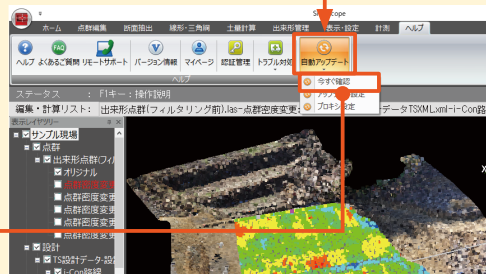 ホーム 点群編集 断面抽出 線形・三角網 土量計算 出来形管理 表示・設定 計測 ヘルプ
FAQ
ヘルプ よくあるご質問 リモートサポート バージョン情報 マイページ 認証管理 トラブル対処 自動アップデート
ヘルプ
今すぐ確認
プロキシ設定
ステータス : F1キー:操作説明
編集・計算リスト: 出来形点群(フィルタリング前).las-点群密度変更: データTSXML.xml-i-Con路
表示レイヤツリー
サンプル現場
点群
出来形点群(フィ
オリジナル
点群密度変更
点群密度変更
点群密度変更
点群密度変更
設計
TS設計データ-設
i-Con路線
X